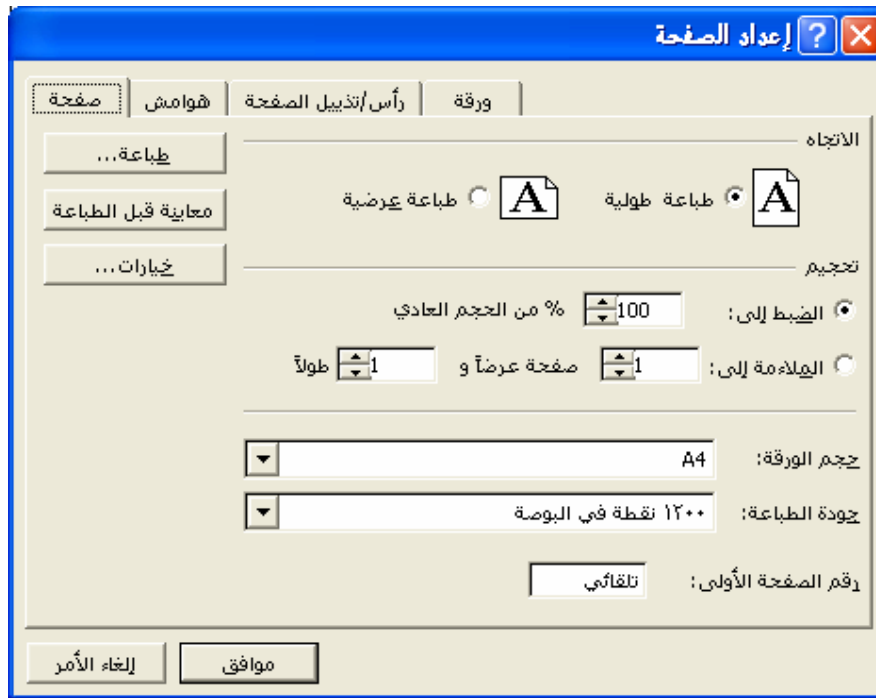 إعداد الصفحة
ورقة رأس/تذييل الصفحة هوامش صفحة
الاتجاه
طباعة...
A طباعة طولية A طباعة عرضية
معاينة قبل الطباعة
خيارات...
تحجيم
الضبط إلى: 100 % من الحجم العادي
الملاءمة إلى: 1 صفحة عرضاً و 1 طولاً
حجم الورقة: A4
جودة الطباعة: ١٢٠٠ نقطة في البوصة
رقم الصفحة الأولى: تلقائي
موافق إلغاء الأمر